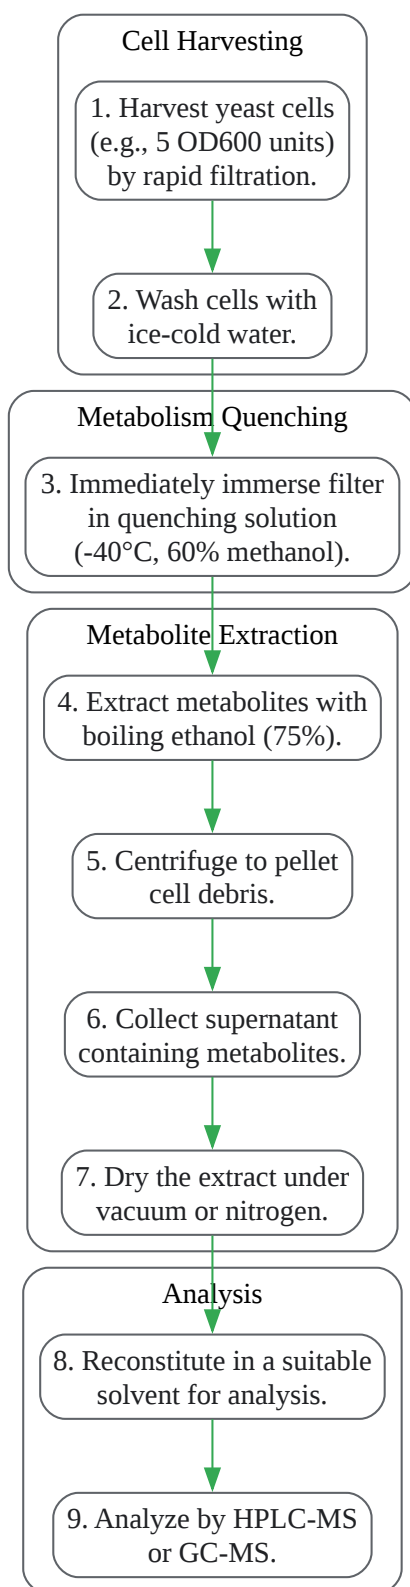 Cell Harvesting
1. Harvest yeast cells
(e.g., 5 OD600 units)
by rapid filtration.
2. Wash cells with
ice-cold water.
Metabolism Quenching
3. Immediately immerse filter
in quenching solution
(-40°C, 60% methanol).
Metabolite Extraction
4. Extract metabolites with
boiling ethanol (75%).
5. Centrifuge to pellet
cell debris.
6. Collect supernatant
containing metabolites.
7. Dry the extract under
vacuum or nitrogen.
Analysis
8. Reconstitute in a suitable
solvent for analysis.
9. Analyze by HPLC-MS
or GC-MS.